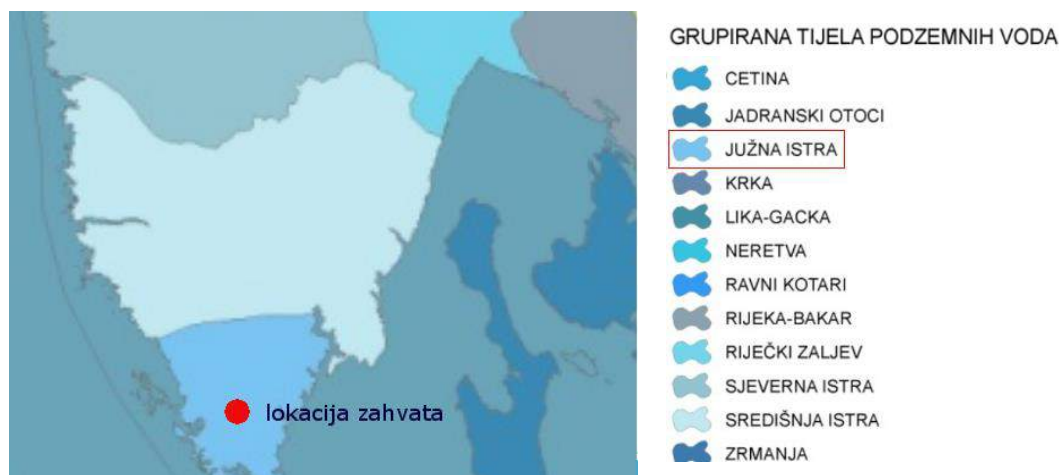 GRUPIRANA TIJELA PODZEMNIH VODA
CETINA
JADRANSKI OTOCI
JUŽNA ISTRA
KRKA
LIKA-GACKA
NERETVA
RAVNI KOTARI
RIJEKA-BAKAR
RIJEČKI ZALJEV
SJEVERNA ISTRA
SREDIŠNJA ISTRA
ZRMANJA
lokacija zahvata